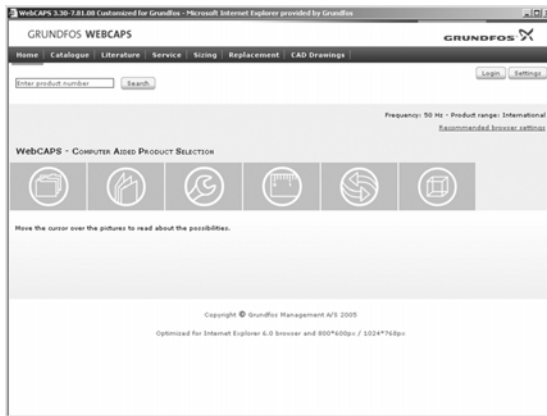 WebCAPS 3.30-7.01.08 Customized for Grundfos - Microsoft Internet Explorer provided by Grundfos
GRUNDFOS WEBCAPS
GRUNDFOS
Home Catalogue Literature Service Sizing Replacement CAD Drawings
Login Settings
Enter product number Search
Frequency: 50 Hz - Product range: International
Recommended browser settings
WebCAPS - Computer Aided Product Selection
Move the cursor over the pictures to read about the possibilities.
Copyright © Grundfos Management A/S 2005
Optimized for Internet Explorer 6.0 browser and 800*600px / 1024*768px